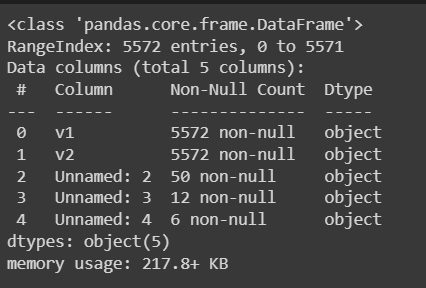 <class 'pandas.core.frame.DataFrame'>
RangeIndex: 5572 entries, 0 to 5571
Data columns (total 5 columns):
 #   Column      Non-Null Count  Dtype
---  ------      --------------  -----
 0   v1          5572 non-null   object
 1   v2          5572 non-null   object
 2   Unnamed: 2  50 non-null     object
 3   Unnamed: 3  12 non-null     object
 4   Unnamed: 4  6 non-null      object
dtypes: object(5)
memory usage: 217.8+ KB